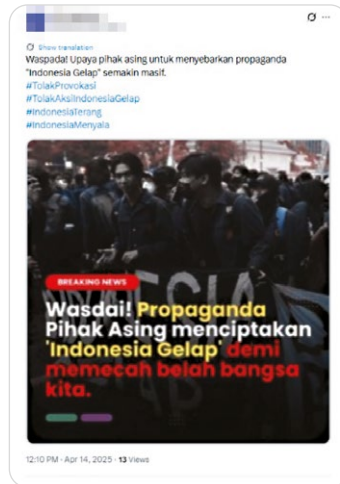 Show translation
Waspada! Upaya pihak asing untuk menyebarkan propaganda
"Indonesia Gelap" semakin masif.
#TolakProvokasi
#TolakAksiIndonesiaGelap
#IndonesiaTerang
#IndonesiaMenyala
BREAKING NEWS
Wasdai! Propaganda
Pihak Asing menciptakan
'Indonesia Gelap' demi
memecah belah bangsa
kita.
12:10 PM · Apr 14, 2025 · 13 Views